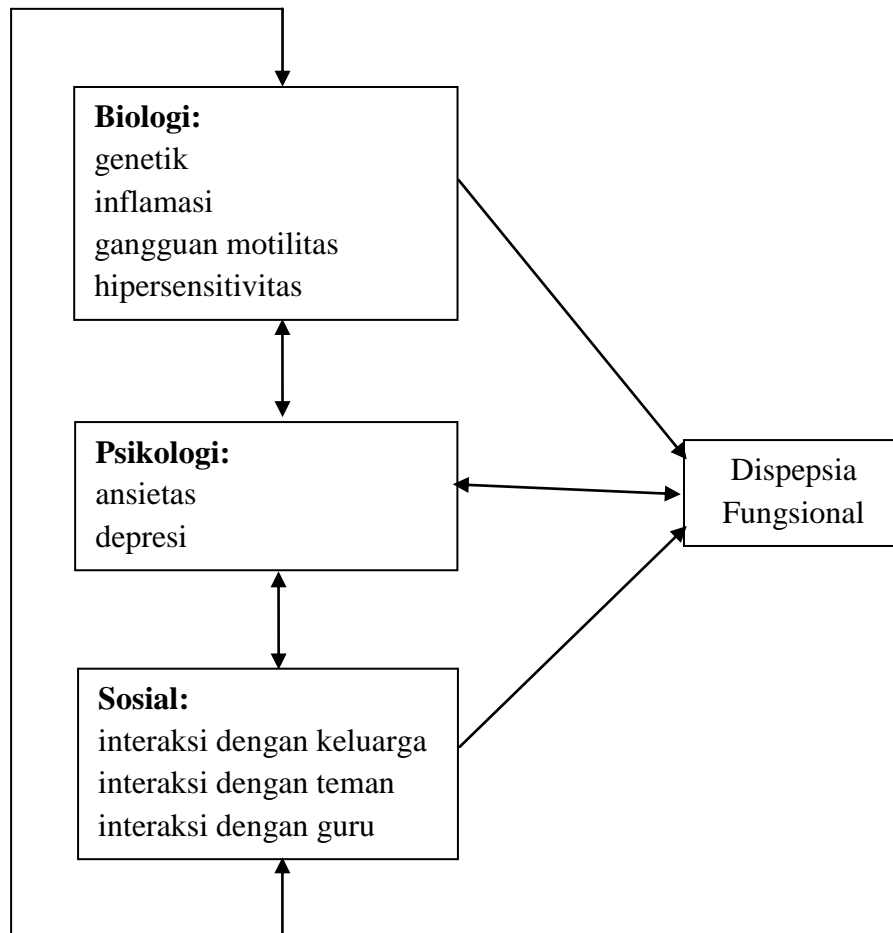 Biologi:
genetik
inflamasi
gangguan motilitas
hipersensitivitas
Psikologi:
ansietas
depresi
Dispepsia
Fungsional
Sosial:
interaksi dengan keluarga
interaksi dengan teman
interaksi dengan guru